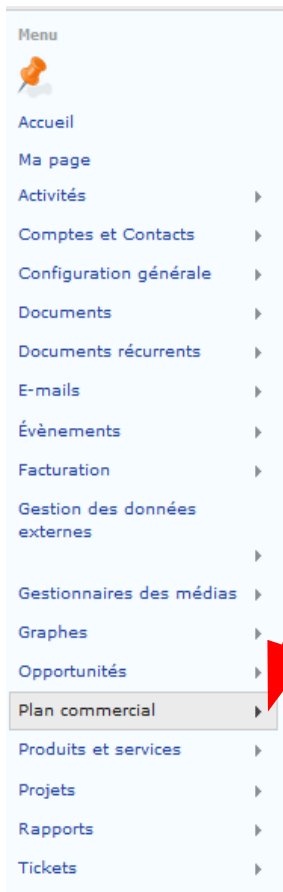 Menu
Accueil
Ma page
Activités
Comptes et Contacts
Configuration générale
Documents
Documents récurrents
E-mails
Évènements
Facturation
Gestion des données
externes
Gestionnaires des médias
Graphes
Opportunités
Plan commercial
Produits et services
Projets
Rapports
Tickets